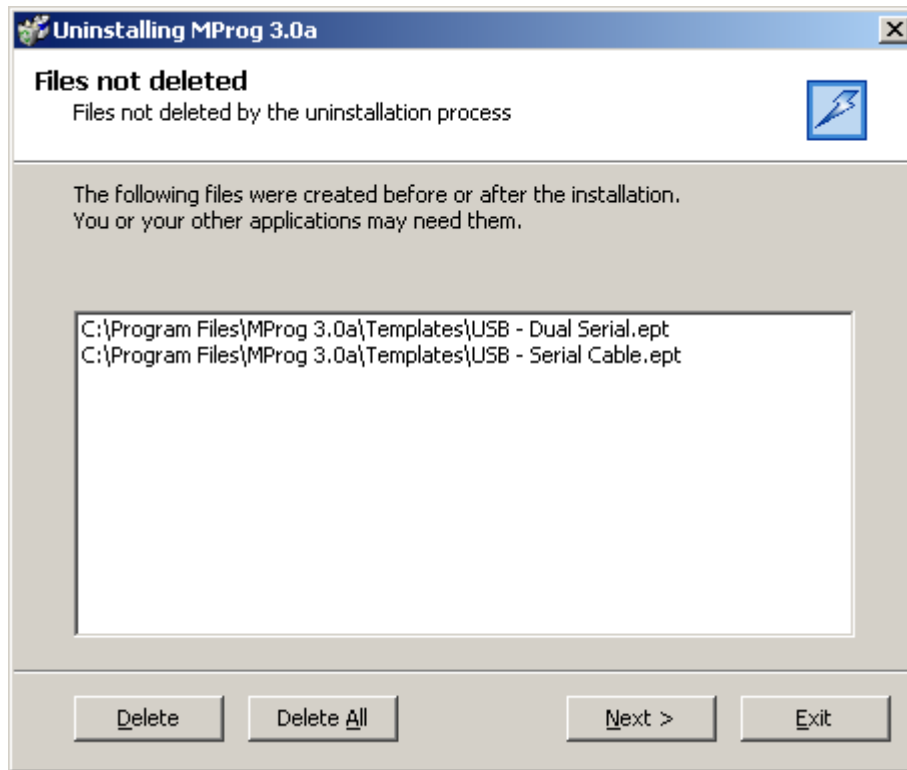 Uninstalling MProg 3.0a
Files not deleted
Files not deleted by the uninstallation process
The following files were created before or after the installation.
You or your other applications may need them.
C:\Program Files\MProg 3.0a\Templates\USB - Dual Serial.ept
C:\Program Files\MProg 3.0a\Templates\USB - Serial Cable.ept
Delete
Delete All
Next >
Exit